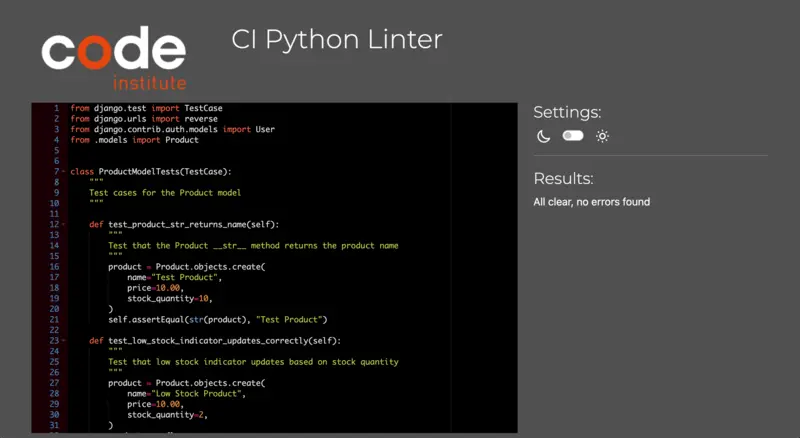 code
institute
CI Python Linter
1 from django.test import TestCase
2 from django.urls import reverse
3 from django.contrib.auth.models import User
4 from .models import Product
5
6
7 class ProductModelTests(TestCase):
8 """
9 Test cases for the Product model
10 """
11
12 def test_product_str_returns_name(self):
13 """
14 Test that the Product __str__ method returns the product name
15 """
16 product = Product.objects.create(
17 name="Test Product",
18 price=10.00,
19 stock_quantity=10,
20 )
21 self.assertEqual(str(product), "Test Product")
22
23 def test_low_stock_indicator_updates_correctly(self):
24 """
25 Test that low stock indicator updates based on stock quantity
26 """
27 product = Product.objects.create(
28 name="Low Stock Product",
29 price=10.00,
30 stock_quantity=2,
31 )
Settings:
Results:
All clear, no errors found